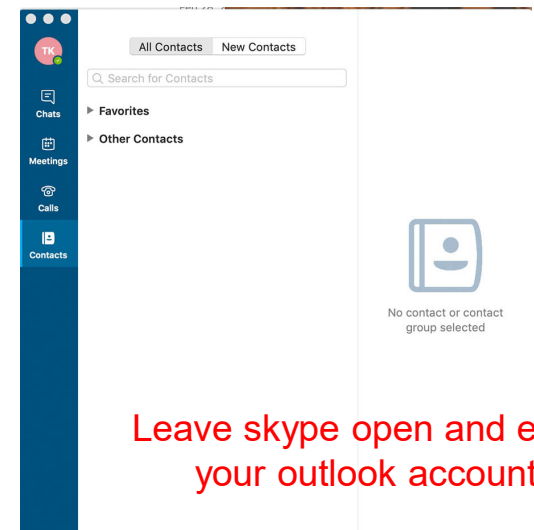 TK
All Contacts
New Contacts
Search for Contacts
Chats
Favorites
Other Contacts
Meetings
Calls
Contacts
No contact or contact
group selected
Leave skype open and
your outlook account